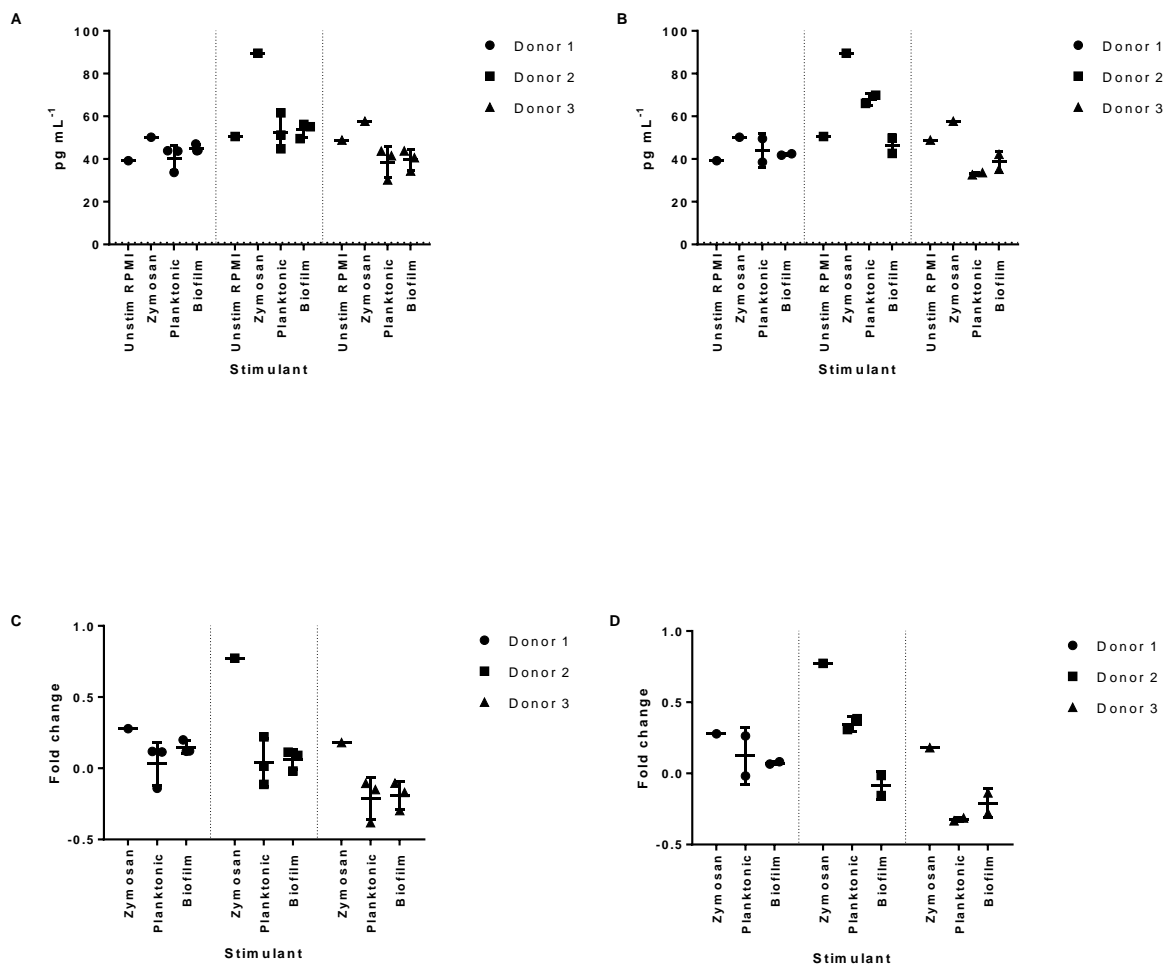 A
100
80
60
40
20
0
pg mL-1
Unstim RPMI
Zymosan
Planktonic
Biofilm
Unstim RPMI
Zymosan
Planktonic
Biofilm
Unstim RPMI
Zymosan
Planktonic
Biofilm
Stimulant
Donor 1
Donor 2
Donor 3
B
100
80
60
40
20
0
pg mL-1
Unstim RPMI
Zymosan
Planktonic
Biofilm
Unstim RPMI
Zymosan
Planktonic
Biofilm
Unstim RPMI
Zymosan
Planktonic
Biofilm
Stimulant
Donor 1
Donor 2
Donor 3
C
1.0
0.5
0.0
-0.5
Fold change
Zymosan
Planktonic
Biofilm
Zymosan
Planktonic
Biofilm
Zymosan
Planktonic
Biofilm
Stimulant
Donor 1
Donor 2
Donor 3
D
1.0
0.5
0.0
-0.5
Fold change
Zymosan
Planktonic
Biofilm
Zymosan
Planktonic
Biofilm
Zymosan
Planktonic
Biofilm
Stimulant
Donor 1
Donor 2
Donor 3